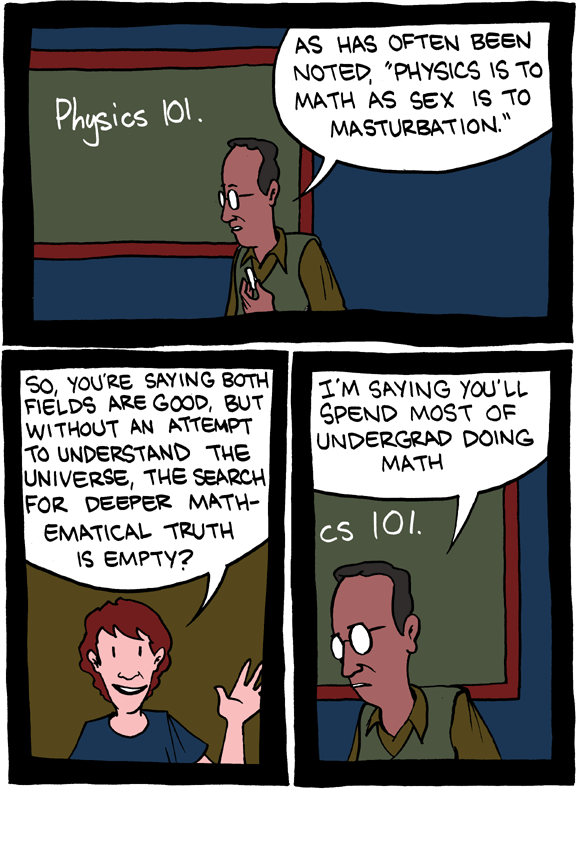 AS HAS OFTEN BEEN
NOTED, "PHYSICS IS TO
MATH AS SEX IS TO
MASTURBATION."
Physics 101.
SO, YOU'RE SAYING BOTH
FIELDS ARE GOOD, BUT
WITHOUT AN ATTEMPT
TO UNDERSTAND THE
UNIVERSE, THE SEARCH
FOR DEEPER MATH-
EMATICAL TRUTH
IS EMPTY?
I'M SAYING YOU'LL
SPEND MOST OF
UNDERGRAD DOING
MATH
cs 101.